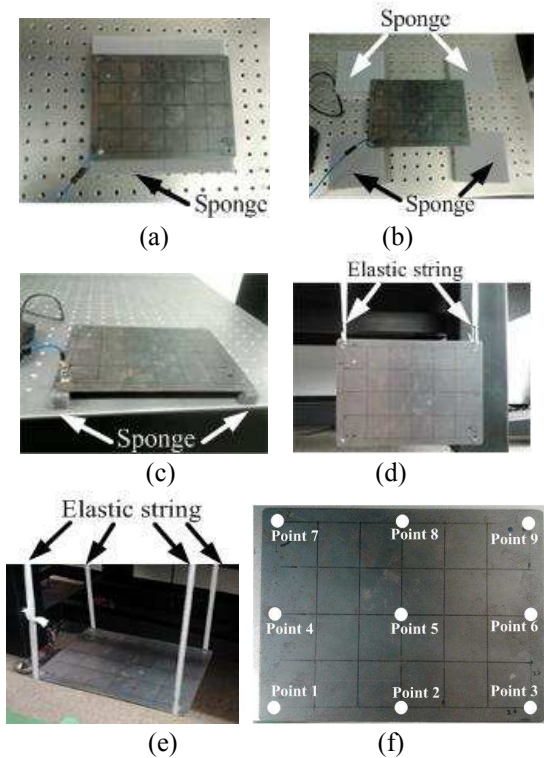 Sponge
Sponge
Sponge
(a)
(b)
Elastic string
Sponge
(c)
(d)
Elastic string
Point 7
Point 8
Point 9
Point 4
Point 5
Point 6
Point 1
Point 2
Point 3
(e)
(f)